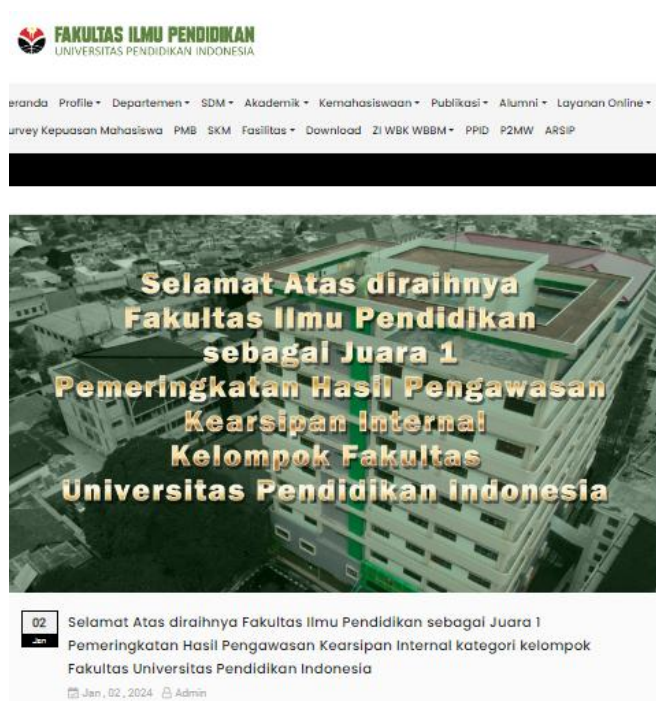 FAKULTAS ILMU PENDIDIKAN
UNIVERSITAS PENDIDIKAN INDONESIA
eranda Profile Departemen SDM Akademik Kemahasiswaan Publikasi Alumni Layanan Online
urvey Kepuasan Mahasiswa PMB SKM Fasilitas Download ZI WBK WBBM PPID P2MW ARSIP
Selamat Atas diraihnya
Fakultas Ilmu Pendidikan
sebagai Juara 1
Pemeringkatan Hasil Pengawasan
Kearsipan Internal
Kelompok Fakultas
Universitas Pendidikan Indonesia
02
Jan
Selamat Atas diraihnya Fakultas Ilmu Pendidikan sebagai Juara 1
Pemeringkatan Hasil Pengawasan Kearsipan Internal kategori kelompok
Fakultas Universitas Pendidikan Indonesia
Jan , 02 , 2024 Admin